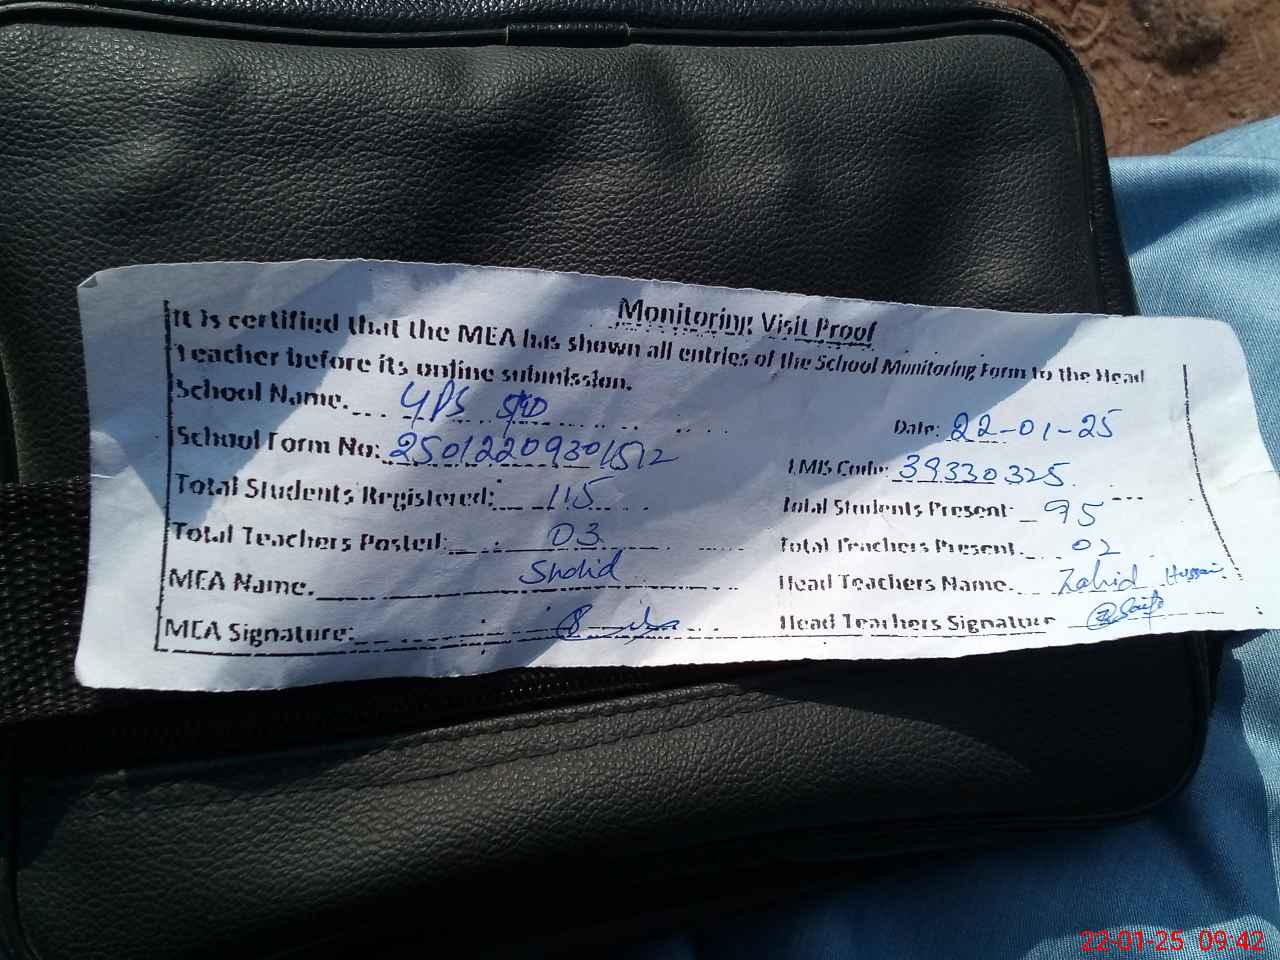 Monitoring Visit Proof
It is certified that the MEA has shown all entries of the School Monitoring Form to the Head
Teacher before its online submission.
School Name. GPS
Date: 22-01-25
School Form No: 25012209301512
EMIS Code: 39330325
Total Students Registered: 115
Total Students Present: 95
Total Teachers Posted: 03
Total Teachers Present. 02
MEA Name. Shahid
Head Teachers Name. Zahid Hussain
MEA Signature:
Head Teachers Signature
22-01-25 09:42